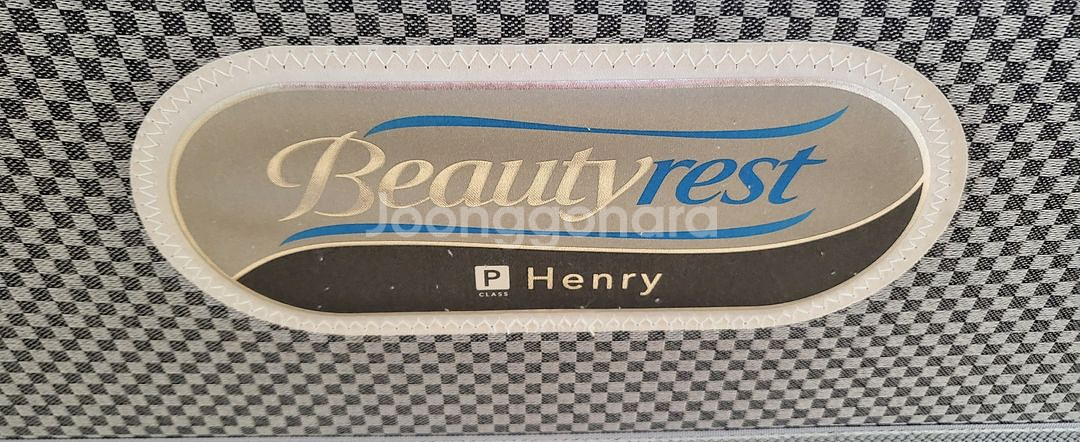 Beautyrest
Joonggonara
P Henry
CLASS